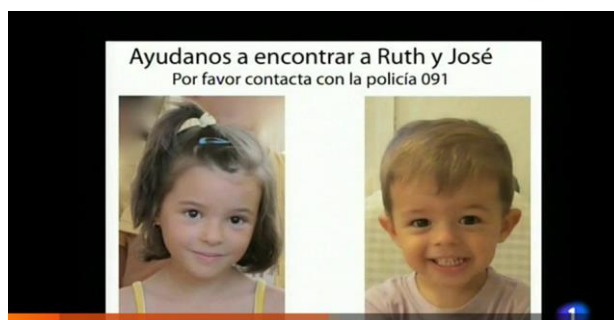 Ayudanos a encontrar a Ruth y José
Por favor contacta con la policía 091
1